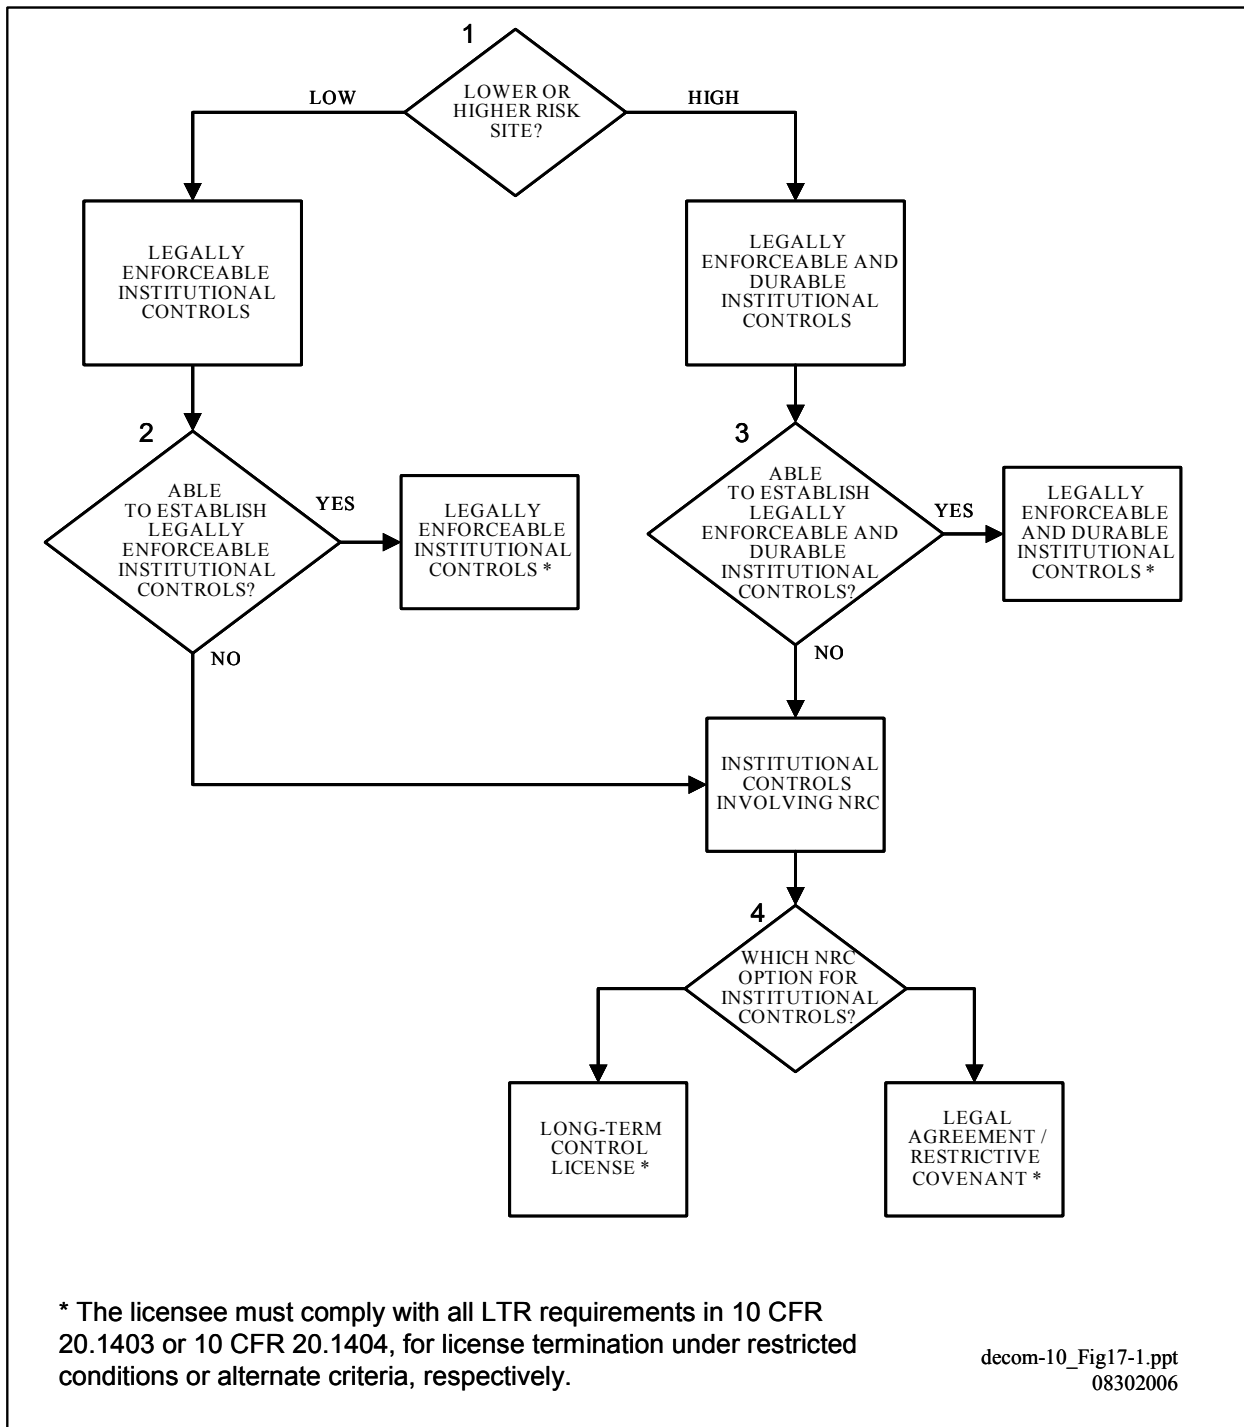 1
LOWER OR
HIGHER RISK
SITE?
LOW
HIGH
LEGALLY
ENFORCEABLE
INSTITUTIONAL
CONTROLS
LEGALLY
ENFORCEABLE AND
DURABLE
INSTITUTIONAL
CONTROLS
2
ABLE
TO ESTABLISH
LEGALLY
ENFORCEABLE
INSTITUTIONAL
CONTROLS?
YES
LEGALLY
ENFORCEABLE
INSTITUTIONAL
CONTROLS *
NO
3
ABLE
TO ESTABLISH
LEGALLY
ENFORCEABLE AND
DURABLE
INSTITUTIONAL
CONTROLS?
YES
LEGALLY
ENFORCEABLE
AND DURABLE
INSTITUTIONAL
CONTROLS *
NO
INSTITUTIONAL
CONTROLS
INVOLVING NRC
4
WHICH NRC
OPTION FOR
INSTITUTIONAL
CONTROLS?
LONG-TERM
CONTROL
LICENSE *
LEGAL
AGREEMENT /
RESTRICTIVE
COVENANT *
* The licensee must comply with all LTR requirements in 10 CFR
20.1403 or 10 CFR 20.1404, for license termination under restricted
conditions or alternate criteria, respectively.
decom-10_Fig17-1.ppt
08302006